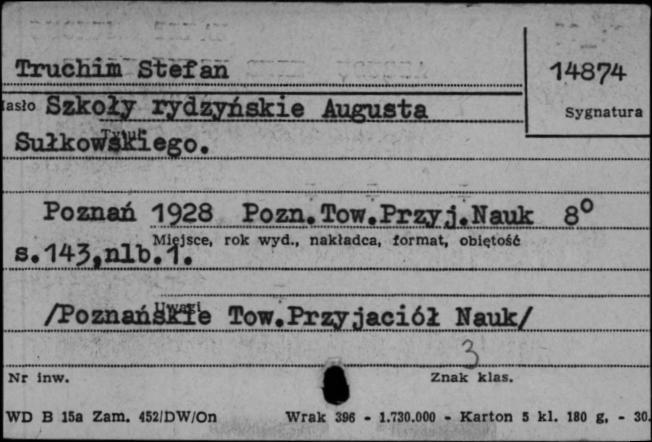 Truchim Stefan
14874
Sygnatura
Hasło Szkoły rydzyńskie Augusta
Tytuł
Sułkowskiego.
Poznań 1928 Pozn.Tow.Przyj.Nauk 8°
Miejsce, rok wyd., nakładca, format, objętość
s.143,nlb.1.
Uwagi
/Poznańskie Tow.Przyjaciół Nauk/
3
Nr inw.
Znak klas.
WD B 15a Zam. 452/DW/On Wrak 396 - 1.730.000 - Karton 5 kl. 180 g, - 30.